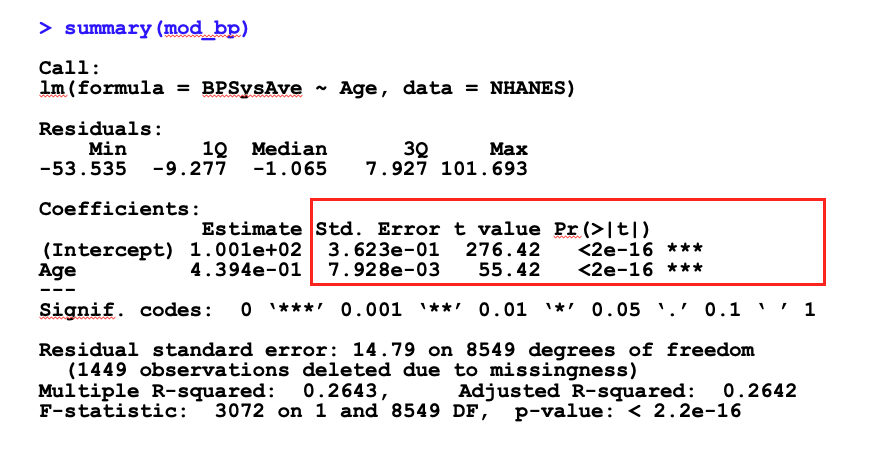 > summary(mod_bp)
Call:
lm(formula = BPSysAve ~ Age, data = NHANES)
Residuals:
Min 1Q Median 3Q Max
-53.535 -9.277 -1.065 7.927 101.693
Coefficients:
Estimate Std. Error t value Pr(>|t|)
(Intercept) 1.001e+02 3.623e-01 276.42 <2e-16 ***
Age 4.394e-01 7.928e-03 55.42 <2e-16 ***
---
Signif. codes: 0 ‘***’ 0.001 ‘**’ 0.01 ‘*’ 0.05 ‘.’ 0.1 ‘ ’ 1
Residual standard error: 14.79 on 8549 degrees of freedom
(1449 observations deleted due to missingness)
Multiple R-squared: 0.2643, Adjusted R-squared: 0.2642
F-statistic: 3072 on 1 and 8549 DF, p-value: < 2.2e-16